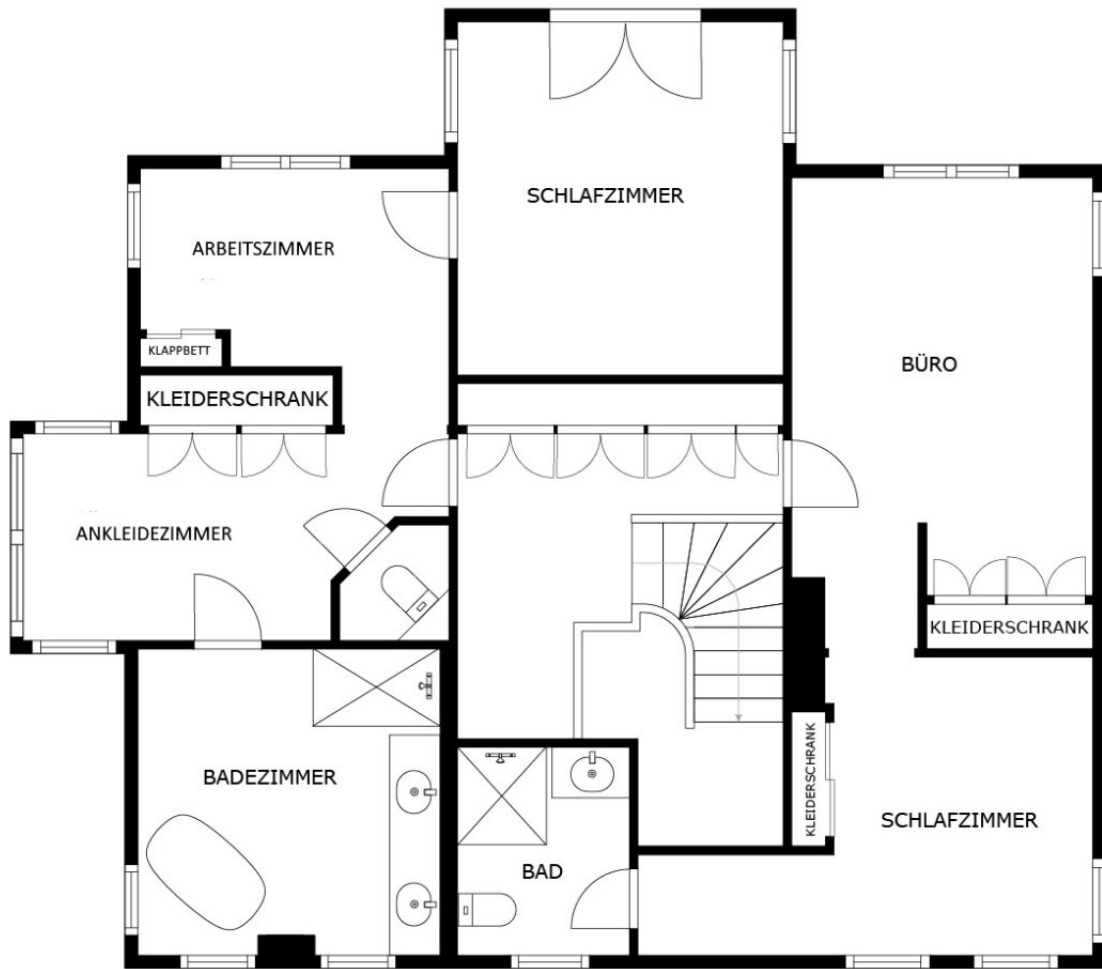 SCHLAFZIMMER
ARBEITSZIMMER
KLAPPBETT
BÜRO
KLEIDERSCHRANK
ANKLEIDEZIMMER
KLEIDERSCHRANK
BADEZIMMER
KLEIDERSCHRANK
SCHLAFZIMMER
BAD